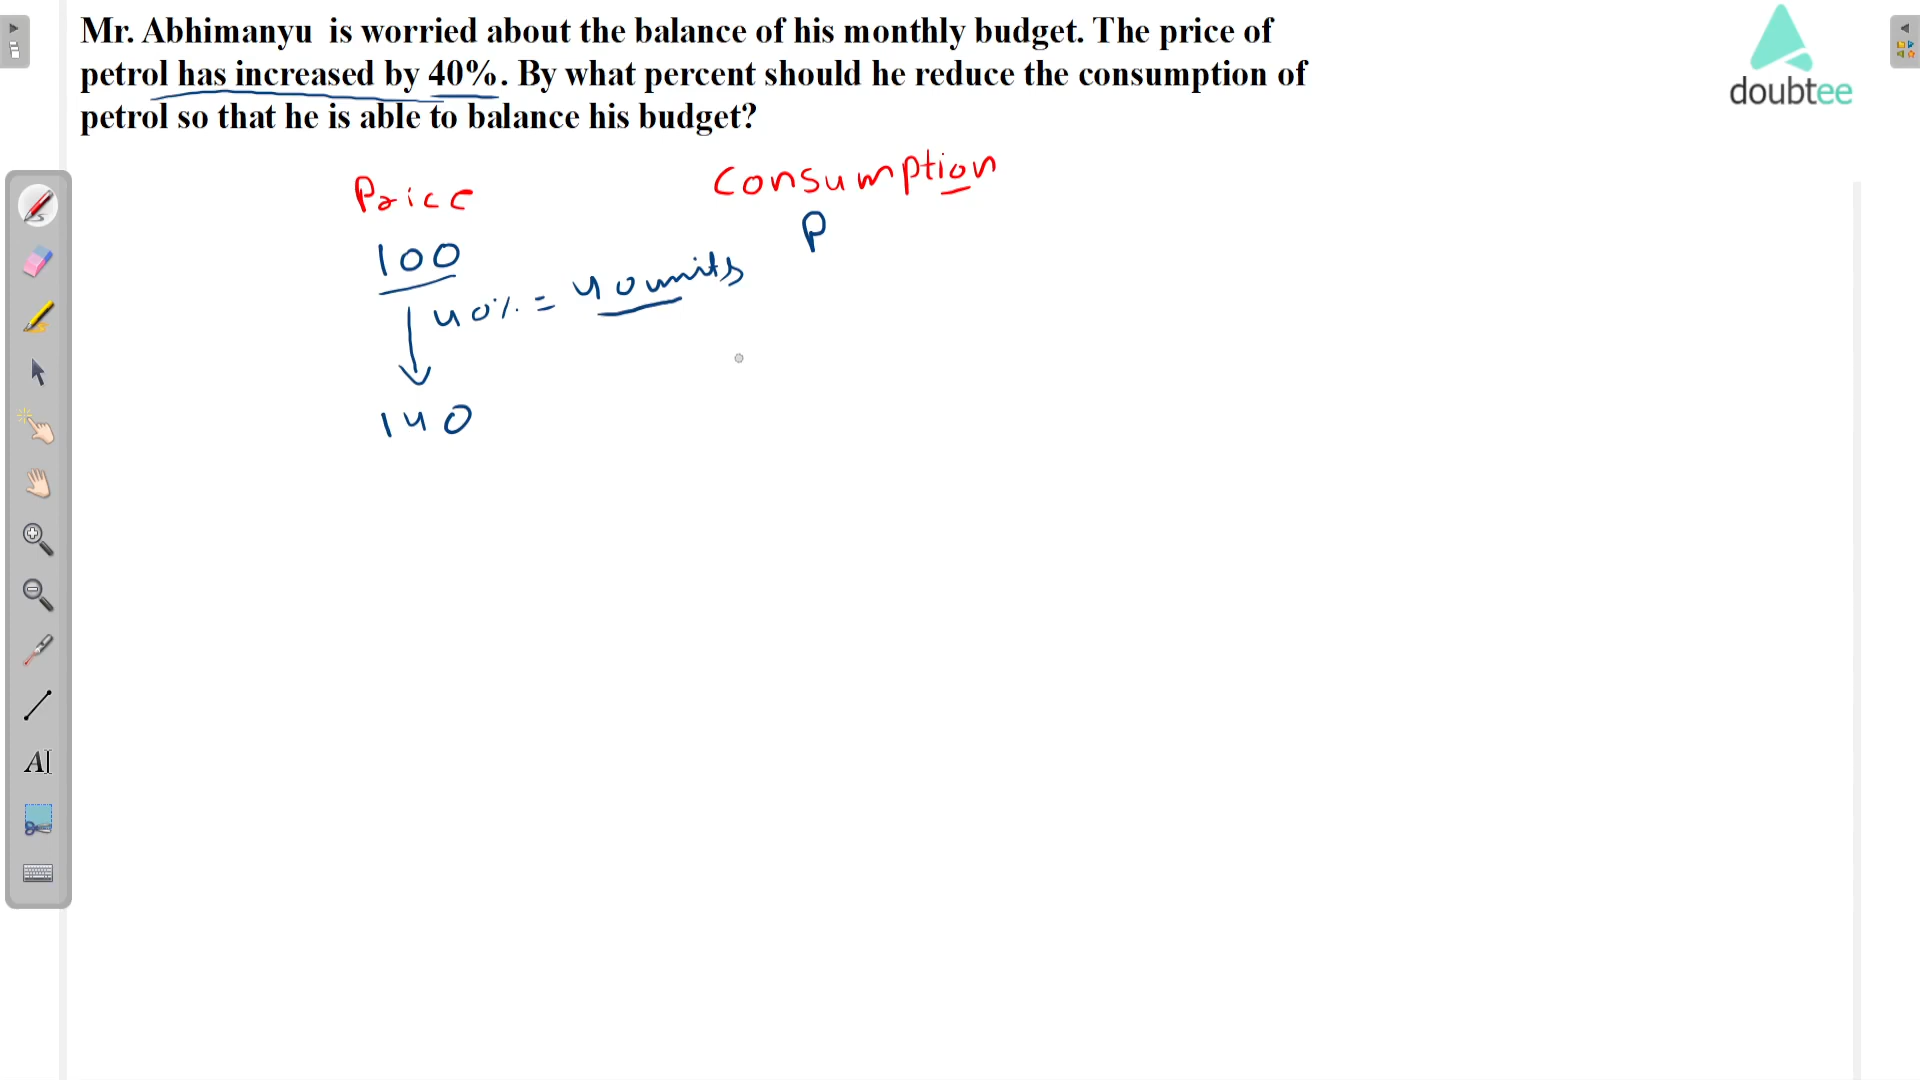 Mr. Abhimanyu is worried about the balance of his monthly budget. The price of
petrol has increased by 40%. By what percent should he reduce the consumption of
petrol so that he is able to balance his budget?
doubtee
Price
Consumption
100
P
40% = 40 units
140
AI